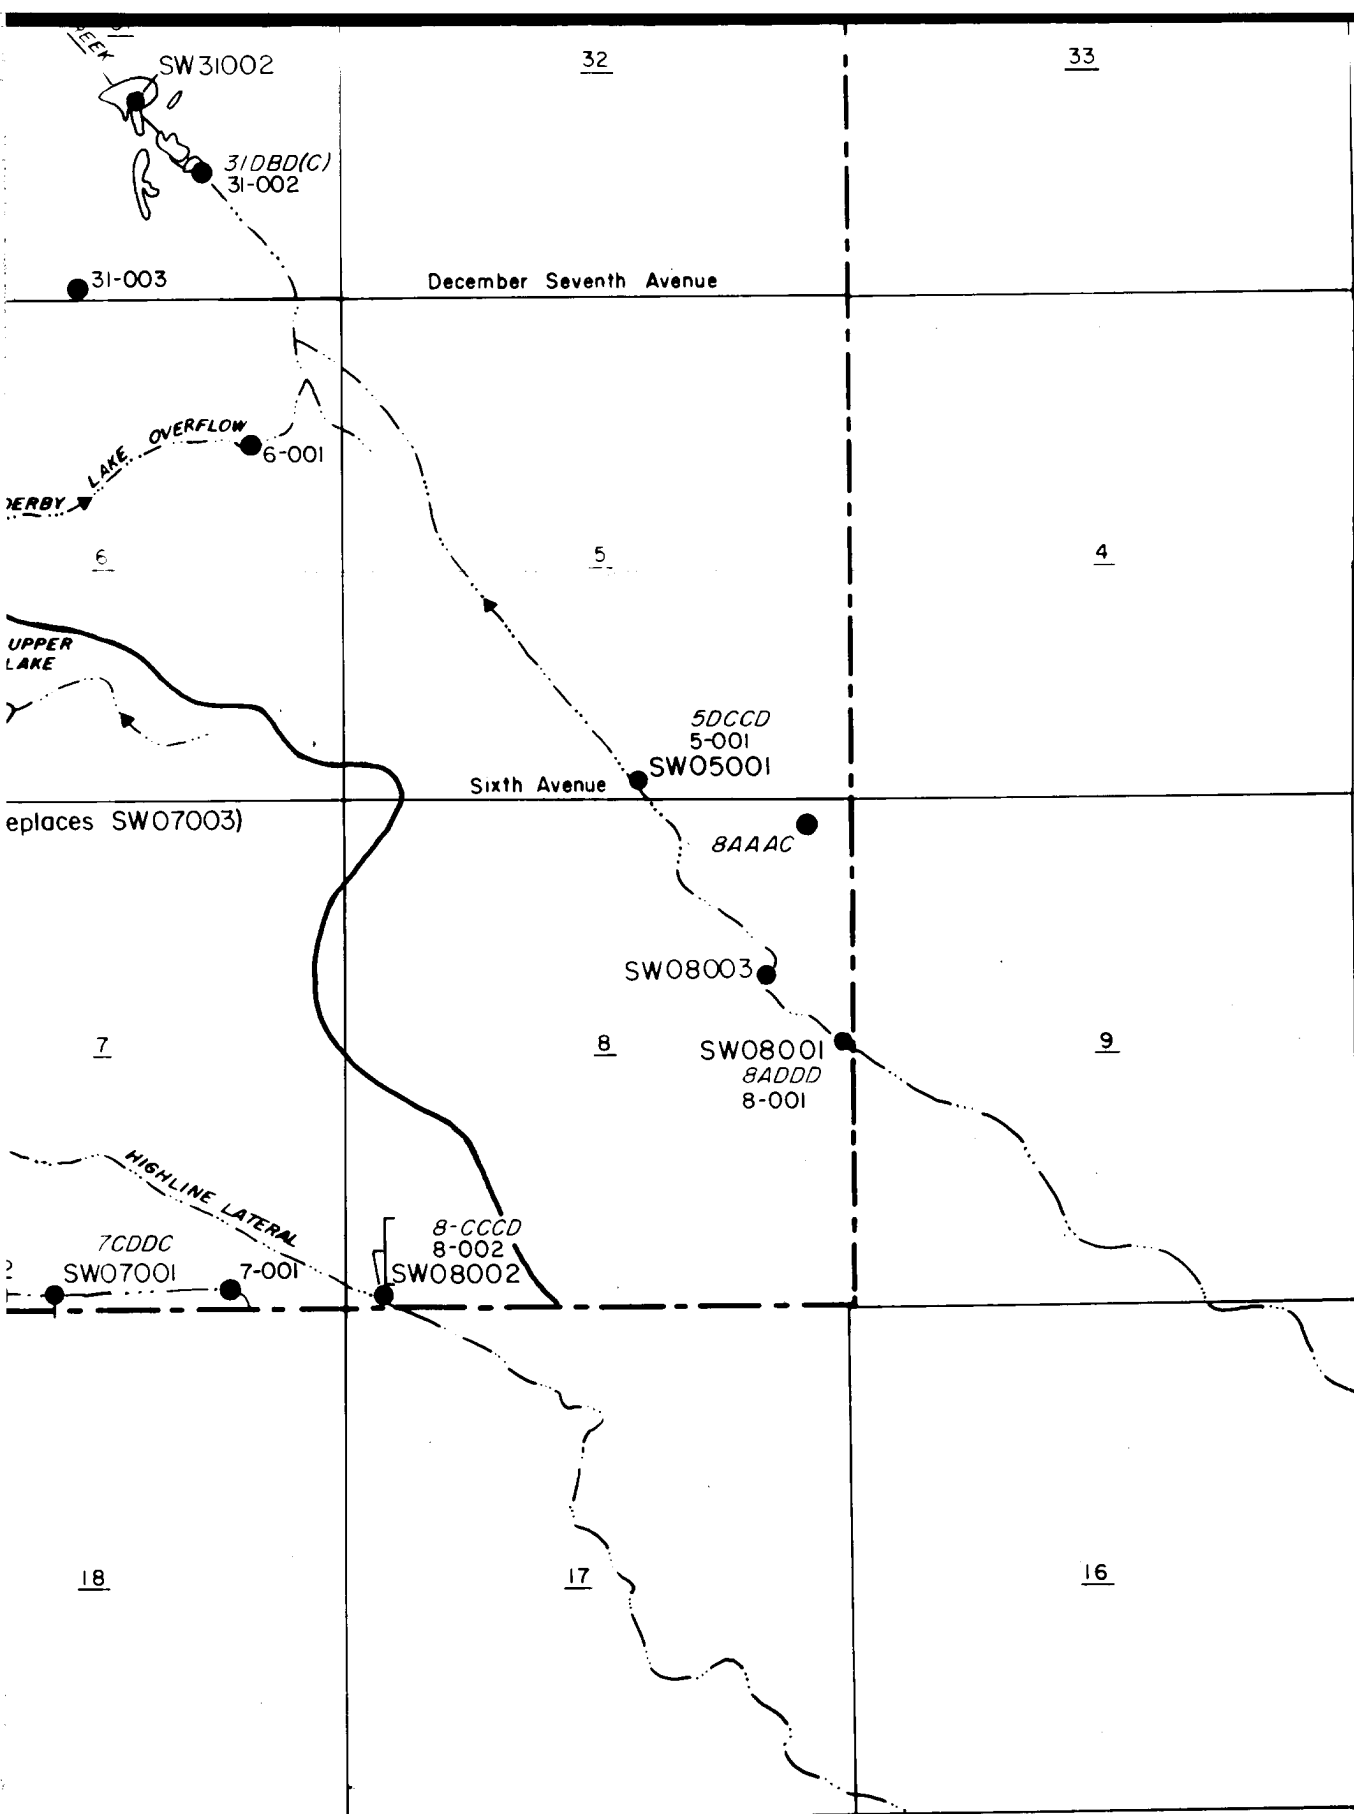 32
33
SW31002
31DBD(C)
31-002
31-003
December Seventh Avenue
LAKE OVERFLOW
6-001
6
5
4
UPPER
LAKE
5DCCD
5-001
SW05001
Sixth Avenue
SW07003)
8AAAC
SW08003
7
8
9
SW08001
8ADDD
8-001
HIGHLINE LATERAL
8-CCCD
8-002
SW08002
7CDDC
SW07001
7-001
18
17
16